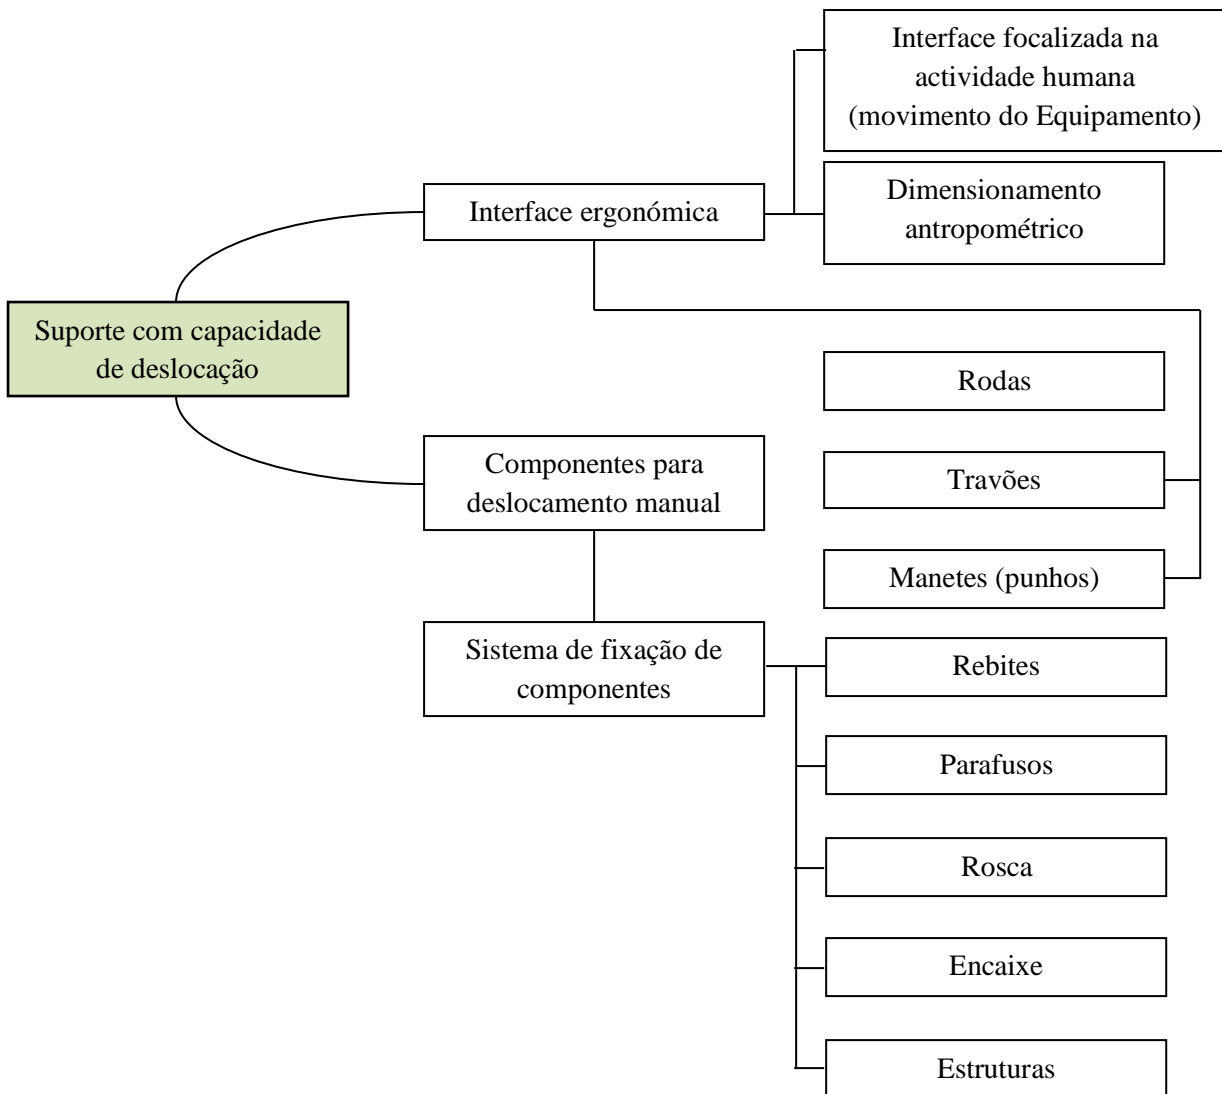 Interface focalizada na
actividade humana
(movimento do Equipamento)
Dimensionamento
antropométrico
Interface ergonómica
Suporte com capacidade
de deslocação
Rodas
Componentes para
deslocamento manual
Travões
Manetes (punhos)
Sistema de fixação de
componentes
Rebites
Parafusos
Rosca
Encaixe
Estruturas